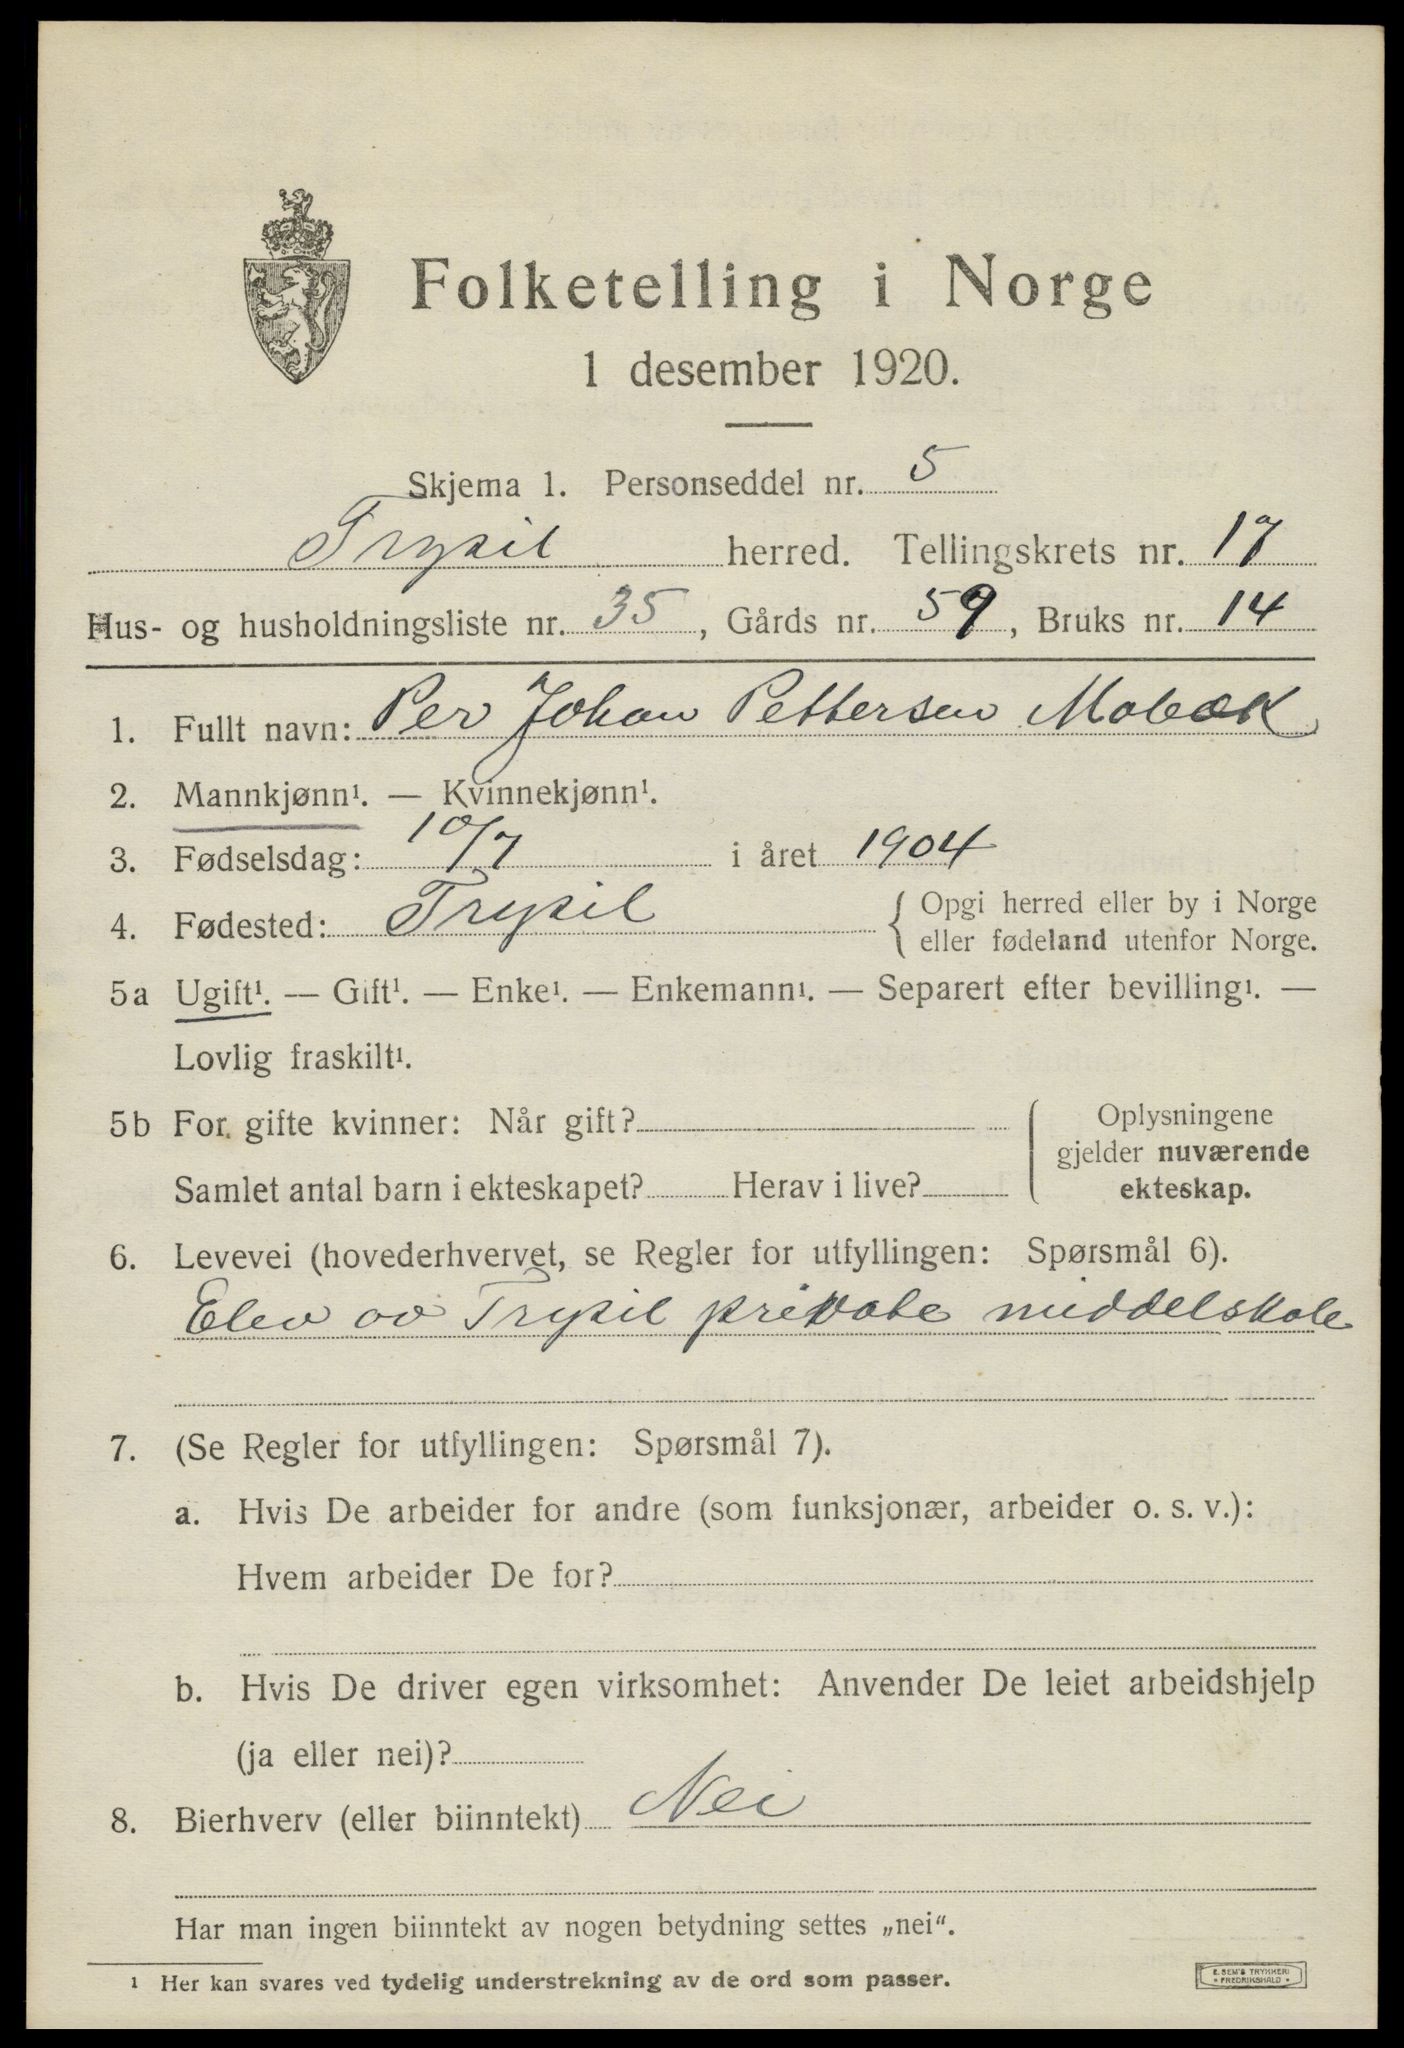 Folketelling i Norge
1 desember 1920.
Skjema 1. Personseddel nr. 5
Trysil herred. Tellingskrets nr. 17
Hus- og husholdningsliste nr. 35, Gårds nr. 59, Bruks nr. 14
1. Fullt navn: Per Johan Pettersen Mobæk
2. Mannkjønn¹. — Kvinnekjønn¹.
3. Fødselsdag: 10/7 i året 1904
4. Fødested: Trysil { Opgi herred eller by i Norge
eller fødeland utenfor Norge.
5a Ugift¹. — Gift¹. — Enke¹. — Enkemann¹. — Separert efter bevilling¹. —
Lovlig fraskilt¹.
5b For gifte kvinner: Når gift?
Samlet antal barn i ekteskapet? Herav i live?
Oplysningene
gjelder nuværende
ekteskap.
6. Levevei (hovederhvervet, se Regler for utfyllingen: Spørsmål 6).
Elev av Trysil private middelskole
7. (Se Regler for utfyllingen: Spørsmål 7).
a. Hvis De arbeider for andre (som funksjonær, arbeider o. s. v.):
Hvem arbeider De for?
b. Hvis De driver egen virksomhet: Anvender De leiet arbeidshjelp
(ja eller nei)?
8. Bierhverv (eller biinntekt) Nei
Har man ingen biinntekt av nogen betydning settes „nei“.
¹ Her kan svares ved tydelig understrekning av de ord som passer.
E. SEM'S TRYKKERI
• FREDRIKSHALD •